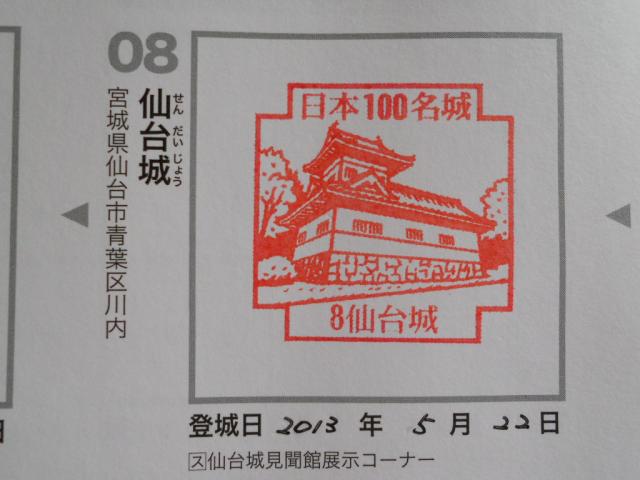 08
仙台城
せんだいじょう
宮城県仙台市青葉区川内
日本100名城
8仙台城
登城日 2013 年 5 月 22 日
ス仙台城見聞館展示コーナー
日